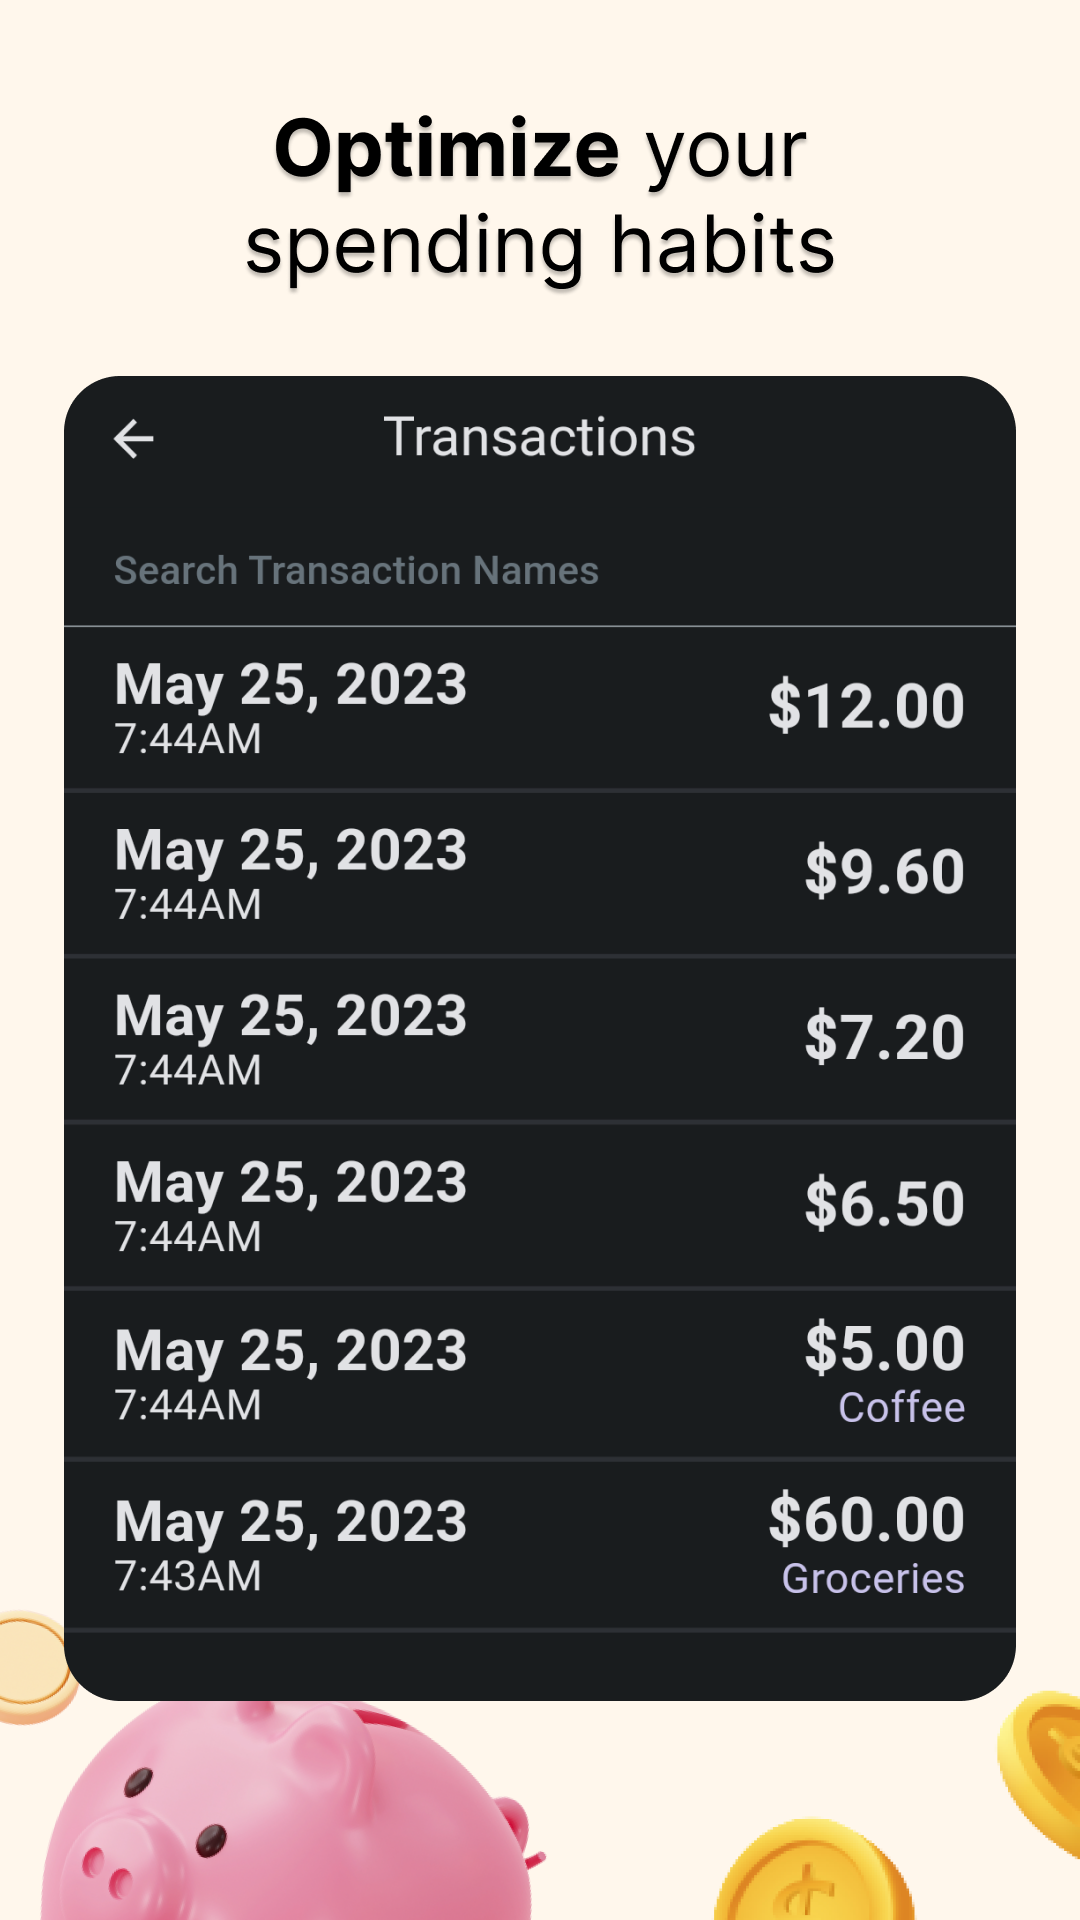 Optimize your
spending habits
Transactions
Search Transaction Names
May 25, 2023
7:44AM
$12.00
May 25, 2023
7:44AM
$9.60
May 25, 2023
7:44AM
$7.20
May 25, 2023
7:44AM
$6.50
May 25, 2023
7:44AM
$5.00
Coffee
May 25, 2023
7:43AM
$60.00
Groceries